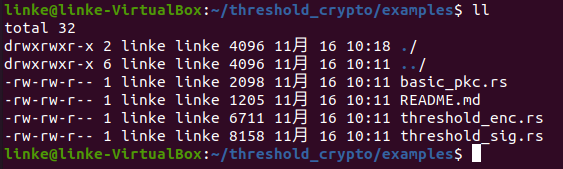 linke@linke-VirtualBox:~/threshold_crypto/examples$ ll
total 32
drwxrwxr-x 2 linke linke 4096 11月 16 10:18 ./
drwxrwxr-x 6 linke linke 4096 11月 16 10:11 ../
-rw-rw-r-- 1 linke linke 2098 11月 16 10:11 basic_pkc.rs
-rw-rw-r-- 1 linke linke 1205 11月 16 10:11 README.md
-rw-rw-r-- 1 linke linke 6711 11月 16 10:11 threshold_enc.rs
-rw-rw-r-- 1 linke linke 8158 11月 16 10:11 threshold_sig.rs
linke@linke-VirtualBox:~/threshold_crypto/examples$